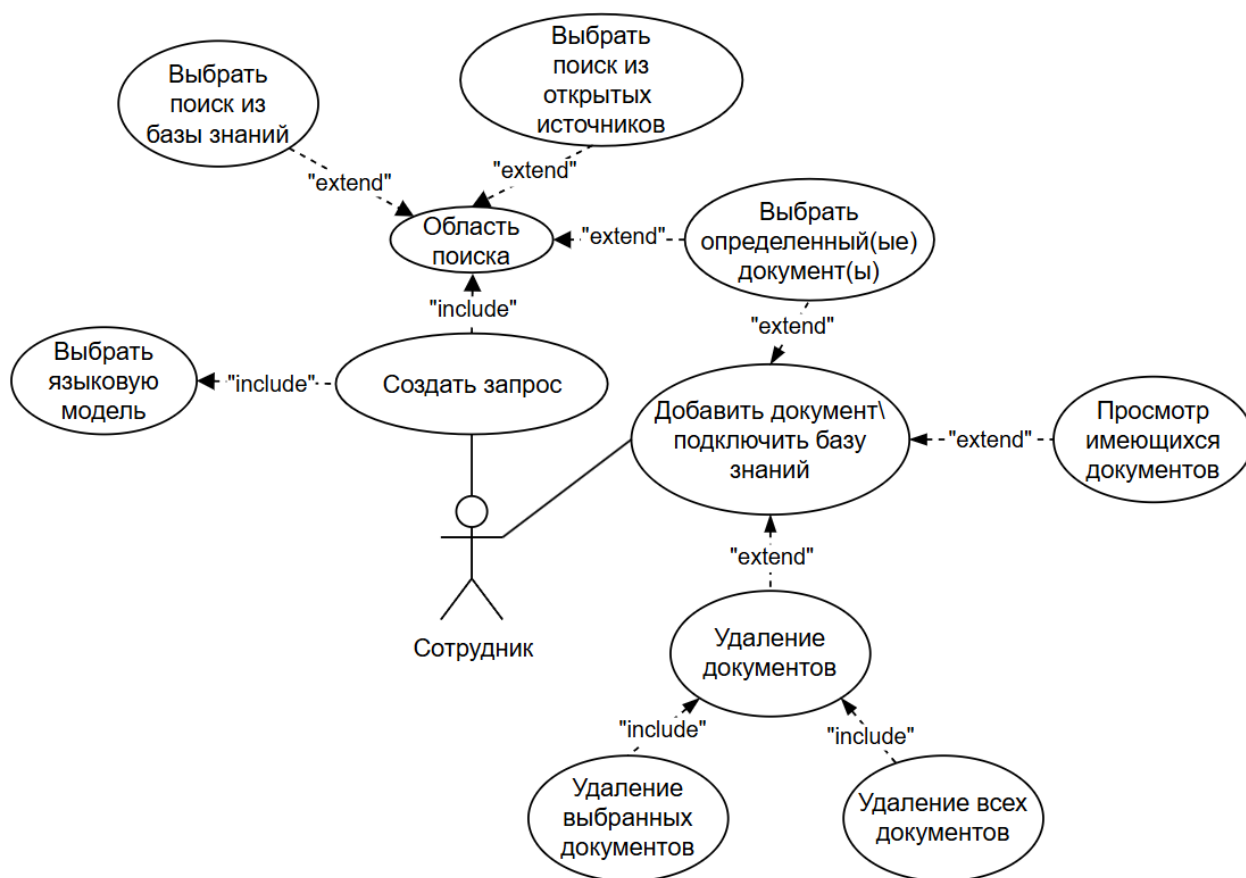 Выбрать
поиск из
базы знаний
Выбрать
поиск из
открытых
источников
"extend"
"extend"
Область
поиска
"extend"
Выбрать
определенный(ые)
документ(ы)
"include"
"extend"
Выбрать
языковую
модель
"include"
Создать запрос
Добавить документ\
подключить базу
знаний
"extend"
Просмотр
имеющихся
документов
"extend"
Сотрудник
Удаление
документов
"include"
"include"
Удаление
выбранных
документов
Удаление всех
документов